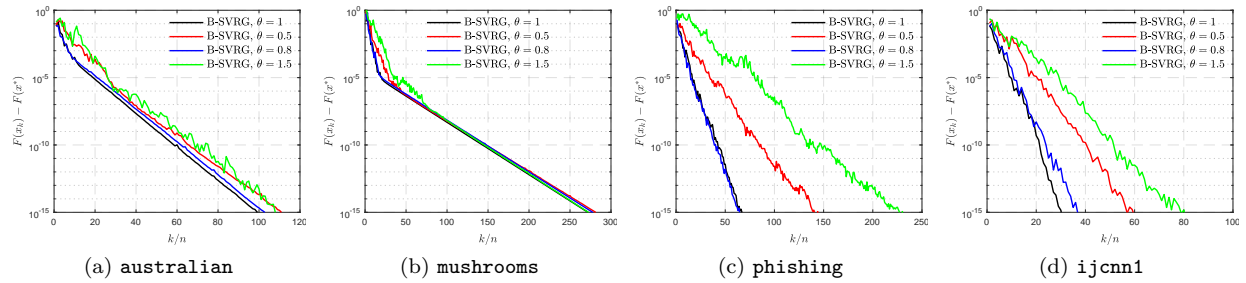 B-SVRG, θ = 1
B-SVRG, θ = 0.5
B-SVRG, θ = 0.8
B-SVRG, θ = 1.5
F(x_k) − F(x*)
10^0
10^-5
10^-10
10^-15
0 20 40 60 80 100 120
k/n
(a) australian
B-SVRG, θ = 1
B-SVRG, θ = 0.5
B-SVRG, θ = 0.8
B-SVRG, θ = 1.5
F(x_k) − F(x*)
10^0
10^-5
10^-10
10^-15
0 50 100 150 200 250 300
k/n
(b) mushrooms
B-SVRG, θ = 1
B-SVRG, θ = 0.5
B-SVRG, θ = 0.8
B-SVRG, θ = 1.5
F(x_k) − F(x*)
10^0
10^-5
10^-10
10^-15
0 50 100 150 200 250
k/n
(c) phishing
B-SVRG, θ = 1
B-SVRG, θ = 0.5
B-SVRG, θ = 0.8
B-SVRG, θ = 1.5
F(x_k) − F(x*)
10^0
10^-5
10^-10
10^-15
0 20 40 60 80 100
k/n
(d) ijcnn1